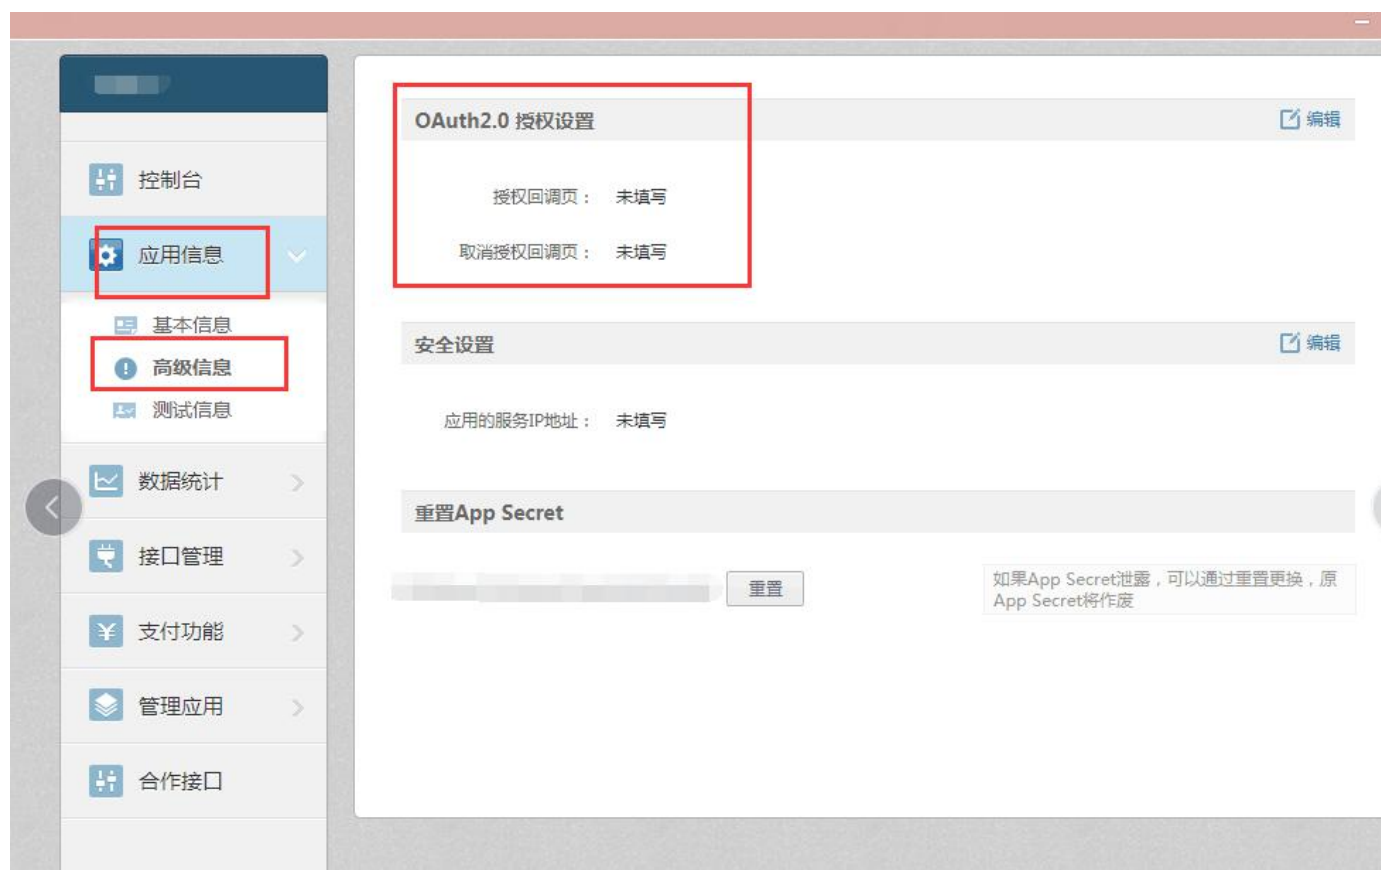 控制台
应用信息
基本信息
高级信息
测试信息
数据统计
接口管理
支付功能
管理应用
合作接口
OAuth2.0 授权设置
编辑
授权回调页： 未填写
取消授权回调页： 未填写
安全设置
编辑
应用的服务IP地址： 未填写
重置App Secret
重置
如果App Secret泄露，可以通过重置更换，原
App Secret将作废